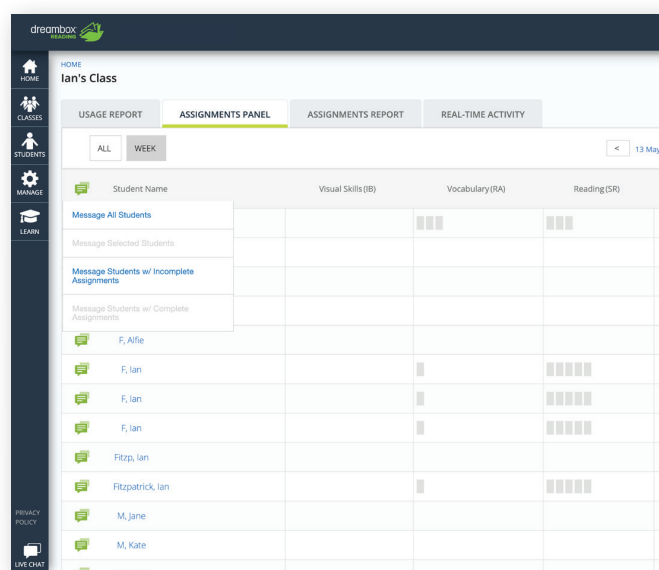 dreambox
READING
HOME
CLASSES
STUDENTS
MANAGE
LEARN
PRIVACY
POLICY
LIVE CHAT
HOME
Ian's Class
USAGE REPORT ASSIGNMENTS PANEL ASSIGNMENTS REPORT REAL-TIME ACTIVITY
ALL WEEK < 13 May
Student Name Visual Skills (IB) Vocabulary (RA) Reading (SR)
Message All Students
Message Selected Students
Message Students w/ Incomplete
Assignments
Message Students w/ Complete
Assignments
F, Alfie
F, Ian
F, Ian
F, Ian
Fitzp, Ian
Fitzpatrick, Ian
M, Jane
M, Kate